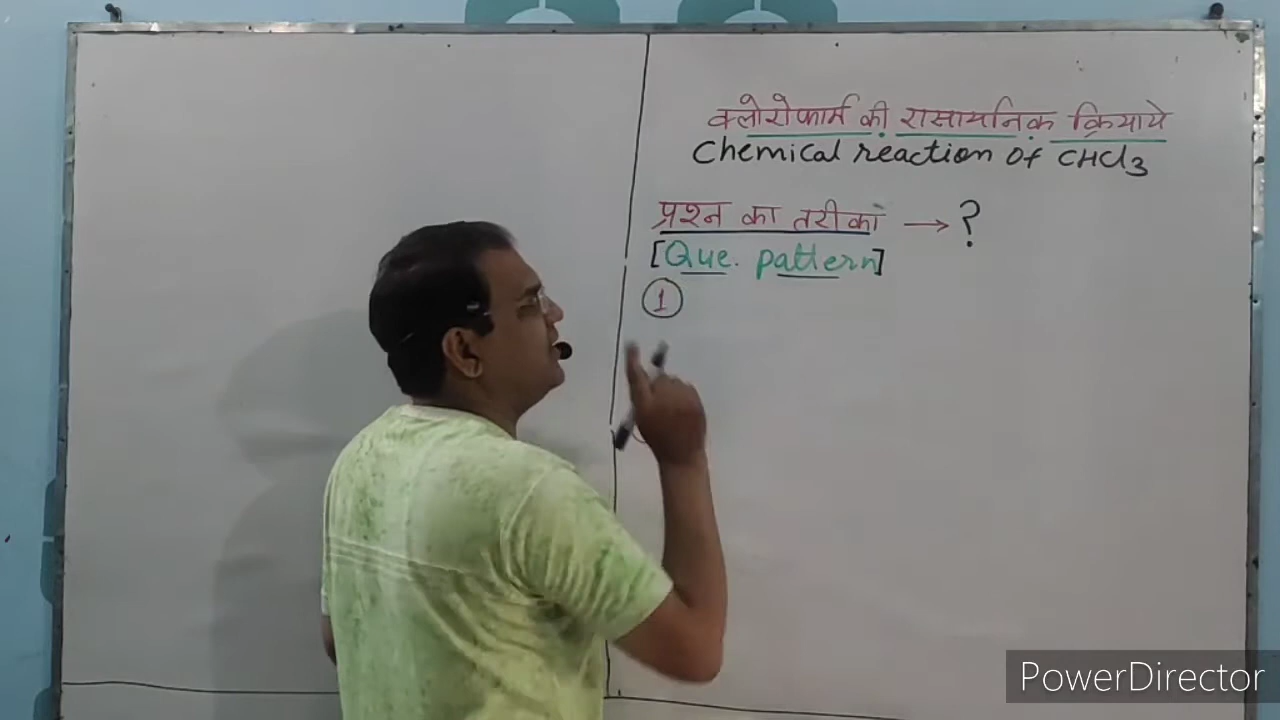 क्लोरोफार्म की रासायनिक क्रियाये
Chemical reaction of CHCl3
प्रश्न का तरीका → ?
[Que. pattern]
1
PowerDirector